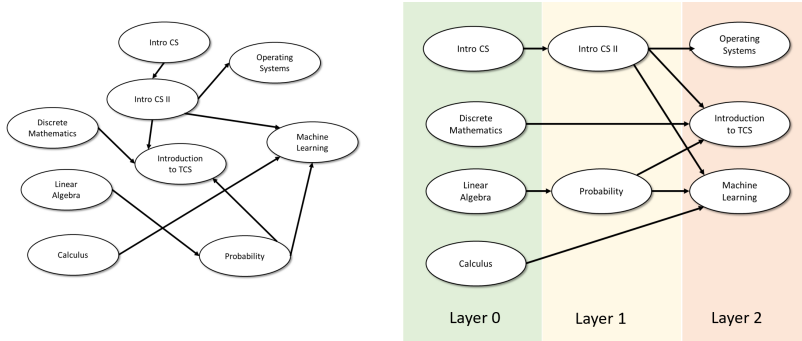 Intro CS
Operating
Systems
Intro CS II
Discrete
Mathematics
Machine
Learning
Introduction
to TCS
Linear
Algebra
Calculus
Probability
Intro CS
Intro CS II
Operating
Systems
Discrete
Mathematics
Introduction
to TCS
Linear
Algebra
Probability
Machine
Learning
Calculus
Layer 0
Layer 1
Layer 2